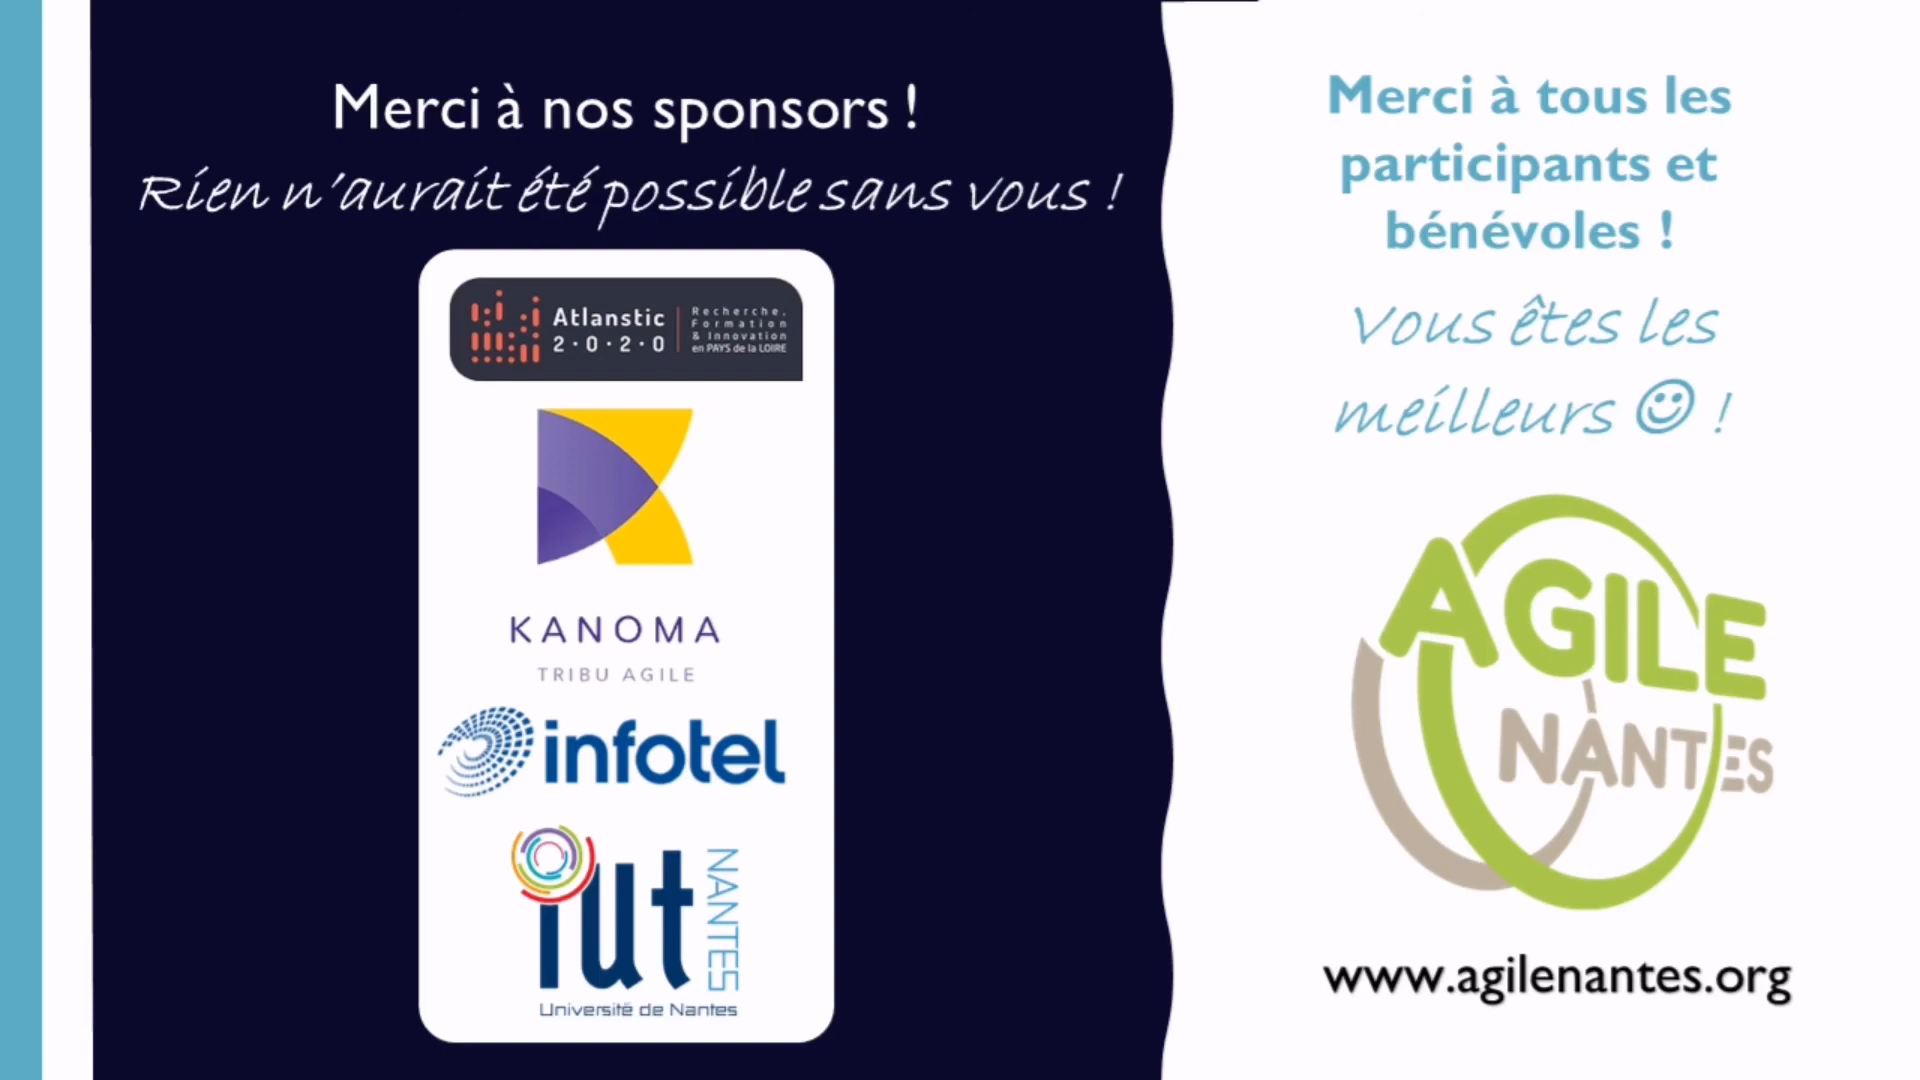 Merci à nos sponsors !
Rien n’aurait été possible sans vous !
Atlanstic
2·0·2·0
Recherche,
Formation
& Innovation
en PAYS de la LOIRE
KANOMA
TRIBU AGILE
infotel
iut
NANTES
Université de Nantes
Merci à tous les
participants et
bénévoles !
Vous êtes les
meilleurs ☺ !
AGILE
NANTES
www.agilenantes.org